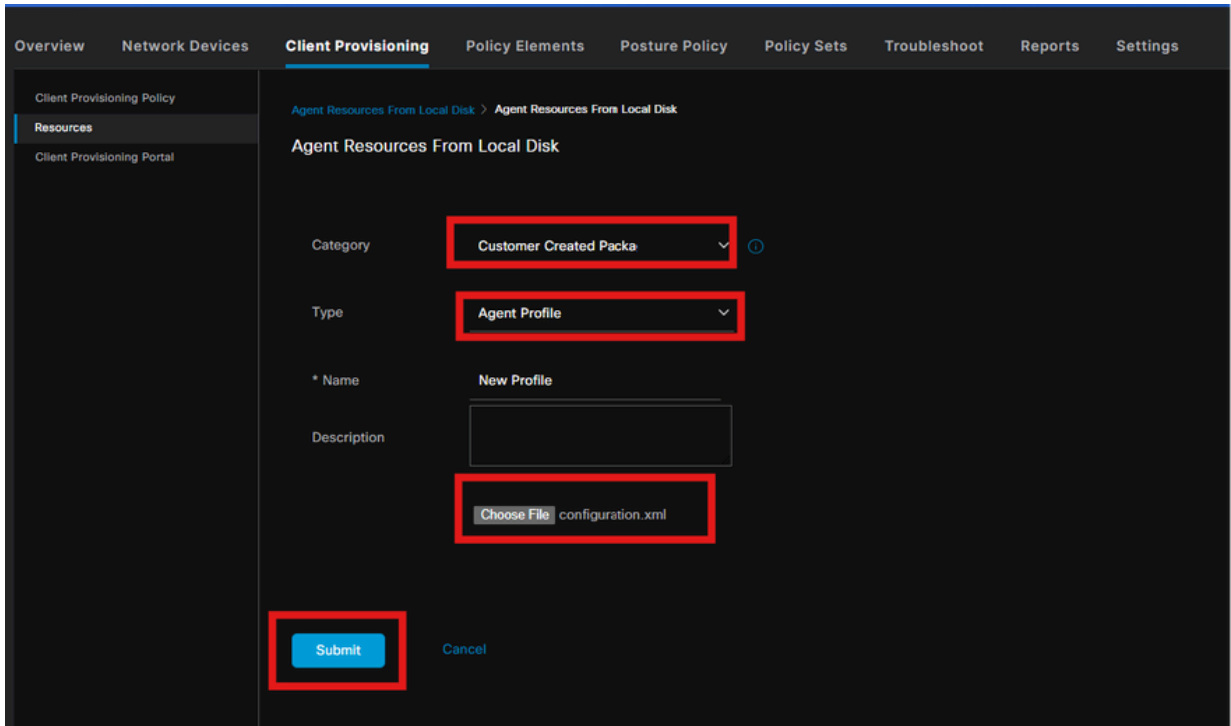 Overview Network Devices Client Provisioning Policy Elements Posture Policy Policy Sets Troubleshoot Reports Settings
Client Provisioning Policy
Resources
Client Provisioning Portal
Agent Resources From Local Disk > Agent Resources From Local Disk
Agent Resources From Local Disk
Category Customer Created Packa
Type Agent Profile
* Name New Profile
Description
Choose File configuration.xml
Submit Cancel